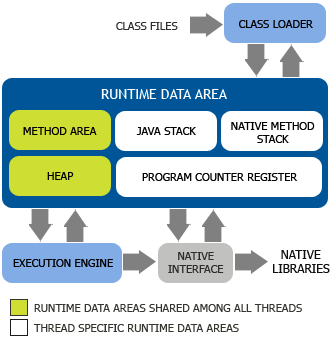 CLASS FILES
CLASS LOADER
RUNTIME DATA AREA
METHOD AREA
JAVA STACK
NATIVE METHOD
STACK
HEAP
PROGRAM COUNTER REGISTER
EXECUTION ENGINE
NATIVE
INTERFACE
NATIVE
LIBRARIES
RUNTIME DATA AREAS SHARED AMONG ALL THREADS
THREAD SPECIFIC RUNTIME DATA AREAS